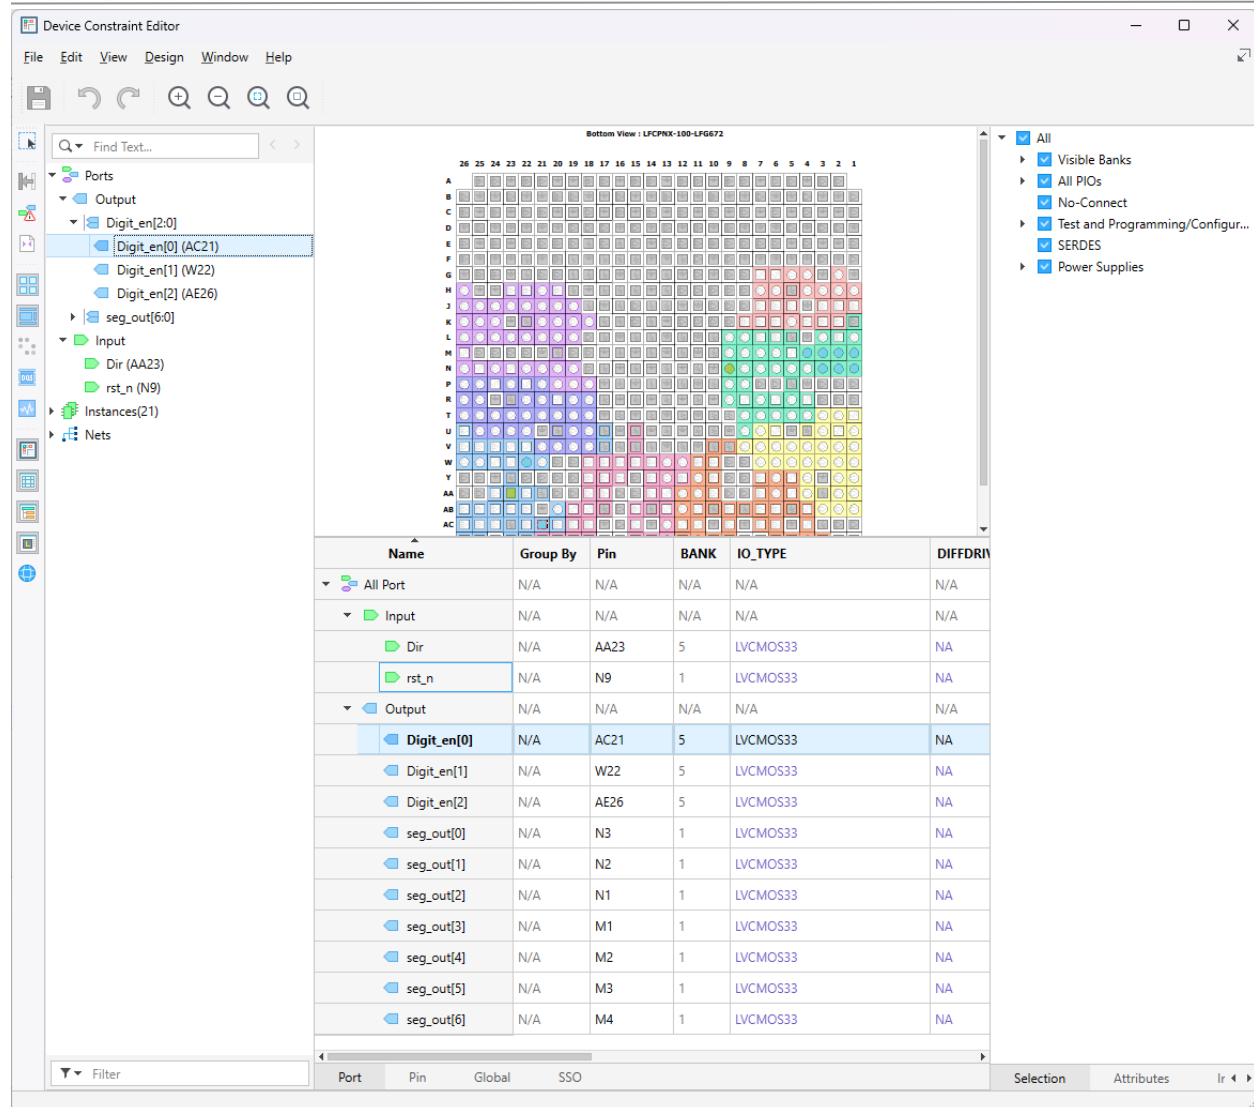 Device Constraint Editor
File Edit View Design Window Help
Find Text...
Ports
Output
Digit_en[2:0]
Digit_en[0] (AC21)
Digit_en[1] (W22)
Digit_en[2] (AE26)
seg_out[6:0]
Input
Dir (AA23)
rst_n (N9)
Instances(21)
Nets
Filter
DQS
Bottom View : LFCPNX-100-LFG672
26 25 24 23 22 21 20 19 18 17 16 15 14 13 12 11 10 9 8 7 6 5 4 3 2 1
A
B
C
D
E
F
G
H
J
K
L
M
N
P
R
T
U
V
W
Y
AA
AB
AC
Name Group By Pin BANK IO_TYPE DIFFDRIV
All Port N/A N/A N/A N/A N/A
Input N/A N/A N/A N/A N/A
Dir N/A AA23 5 LVCMOS33 NA
rst_n N/A N9 1 LVCMOS33 NA
Output N/A N/A N/A N/A N/A
Digit_en[0] N/A AC21 5 LVCMOS33 NA
Digit_en[1] N/A W22 5 LVCMOS33 NA
Digit_en[2] N/A AE26 5 LVCMOS33 NA
seg_out[0] N/A N3 1 LVCMOS33 NA
seg_out[1] N/A N2 1 LVCMOS33 NA
seg_out[2] N/A N1 1 LVCMOS33 NA
seg_out[3] N/A M1 1 LVCMOS33 NA
seg_out[4] N/A M2 1 LVCMOS33 NA
seg_out[5] N/A M3 1 LVCMOS33 NA
seg_out[6] N/A M4 1 LVCMOS33 NA
Port Pin Global SSO
All
Visible Banks
All PIOs
No-Connect
Test and Programming/Configur...
SERDES
Power Supplies
Selection Attributes Ir